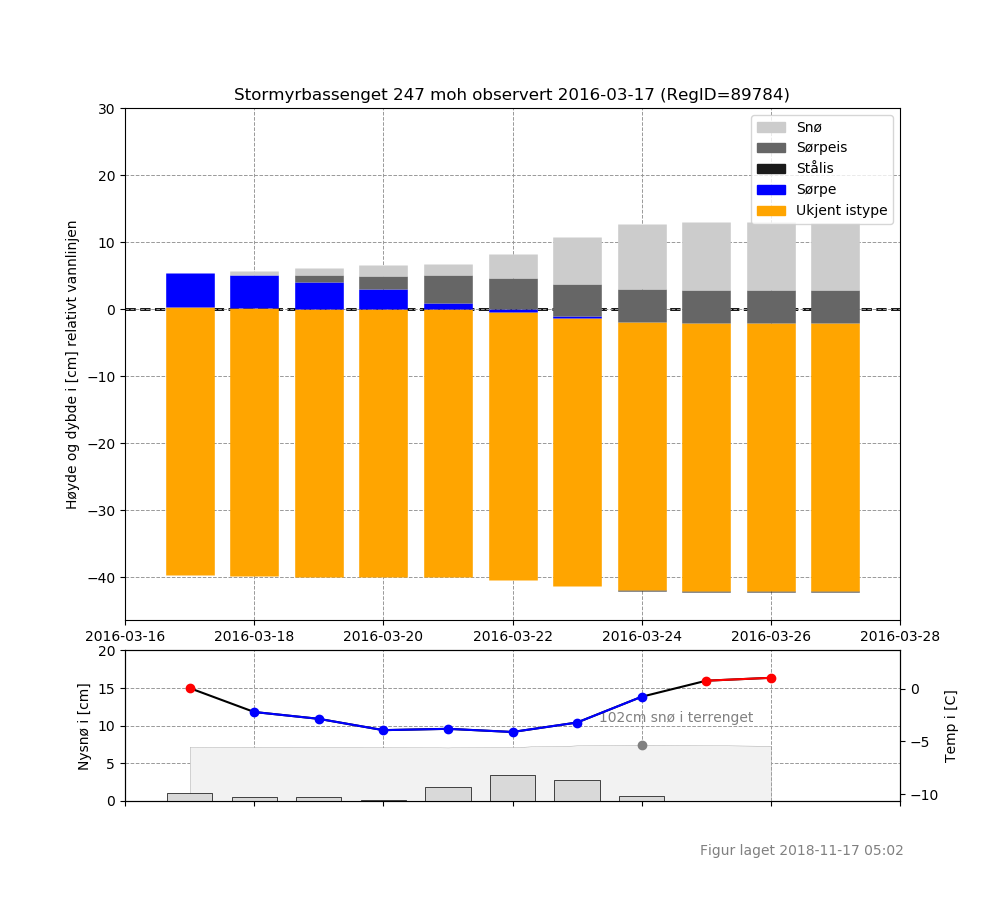 Stormyrbassenget 247 moh observert 2016-03-17 (RegID=89784)
30
20
10
0
−10
−20
−30
−40
Høyde og dybde i [cm] relativt vannlinjen
Snø
Sørpeis
Stålis
Sørpe
Ukjent istype
2016-03-16
2016-03-18
2016-03-20
2016-03-22
2016-03-24
2016-03-26
2016-03-28
20
15
10
5
0
Nysnø i [cm]
102cm snø i terrenget
0
−5
−10
Temp i [C]
Figur laget 2018-11-17 05:02